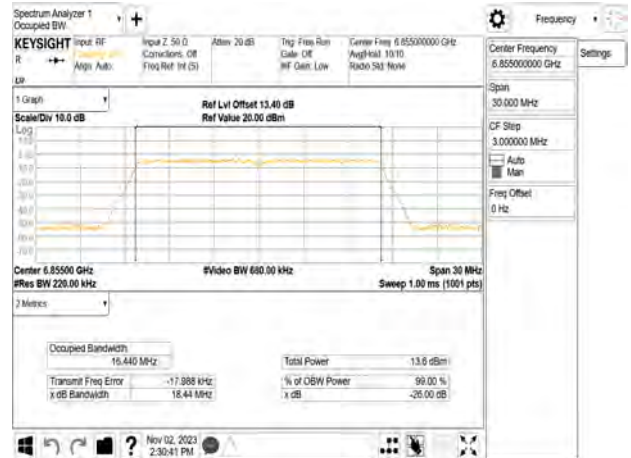 Spectrum Analyzer 1
Occupied BW
Frequency
KEYSIGHT
Input: RF
Input Z: 50 Ω
Atten: 20 dB
Trig: Free Run
Center Freq: 6.855000000 GHz
R
Corrections: Off
Gate: Off
Avg|Hold: 10/10
Align: Auto
Freq Ref: Int (S)
#IF Gain: Low
Radio Std: None
Center Frequency
6.855000000 GHz
Settings
Span
30.000 MHz
CF Step
3.000000 MHz
Auto
Man
Freq Offset
0 Hz
1 Graph
Ref Lvl Offset 13.40 dB
Scale/Div 10.0 dB
Ref Value 20.00 dBm
Log
Center 6.85500 GHz
#Video BW 680.00 kHz
Span 30 MHz
#Res BW 220.00 kHz
Sweep 1.00 ms (1001 pts)
2 Metrics
Occupied Bandwidth
16.440 MHz
Total Power
13.6 dBm
Transmit Freq Error
-17.988 kHz
% of OBW Power
99.00 %
x dB Bandwidth
18.44 MHz
x dB
-26.00 dB
?
Nov 02, 2023
2:30:41 PM